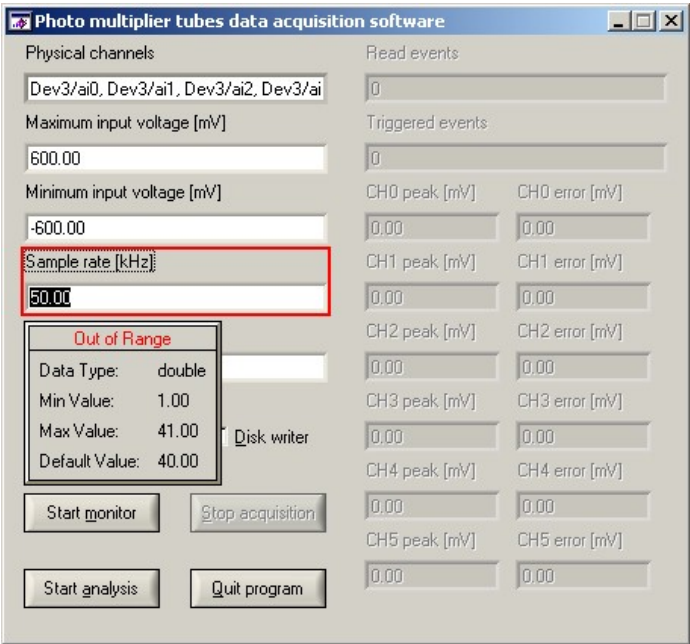 Photo multiplier tubes data acquisition software
Physical channels
Dev3/ai0, Dev3/ai1, Dev3/ai2, Dev3/ai
Maximum input voltage [mV]
600.00
Minimum input voltage [mV]
-600.00
Sample rate [kHz]
50.00
Out of Range
Data Type: double
Min Value: 1.00
Max Value: 41.00
Default Value: 40.00
Disk writer
Start monitor
Stop acquisition
Start analysis
Quit program
Read events
0
Triggered events
0
CH0 peak [mV] CH0 error [mV]
0.00 0.00
CH1 peak [mV] CH1 error [mV]
0.00 0.00
CH2 peak [mV] CH2 error [mV]
0.00 0.00
CH3 peak [mV] CH3 error [mV]
0.00 0.00
CH4 peak [mV] CH4 error [mV]
0.00 0.00
CH5 peak [mV] CH5 error [mV]
0.00 0.00